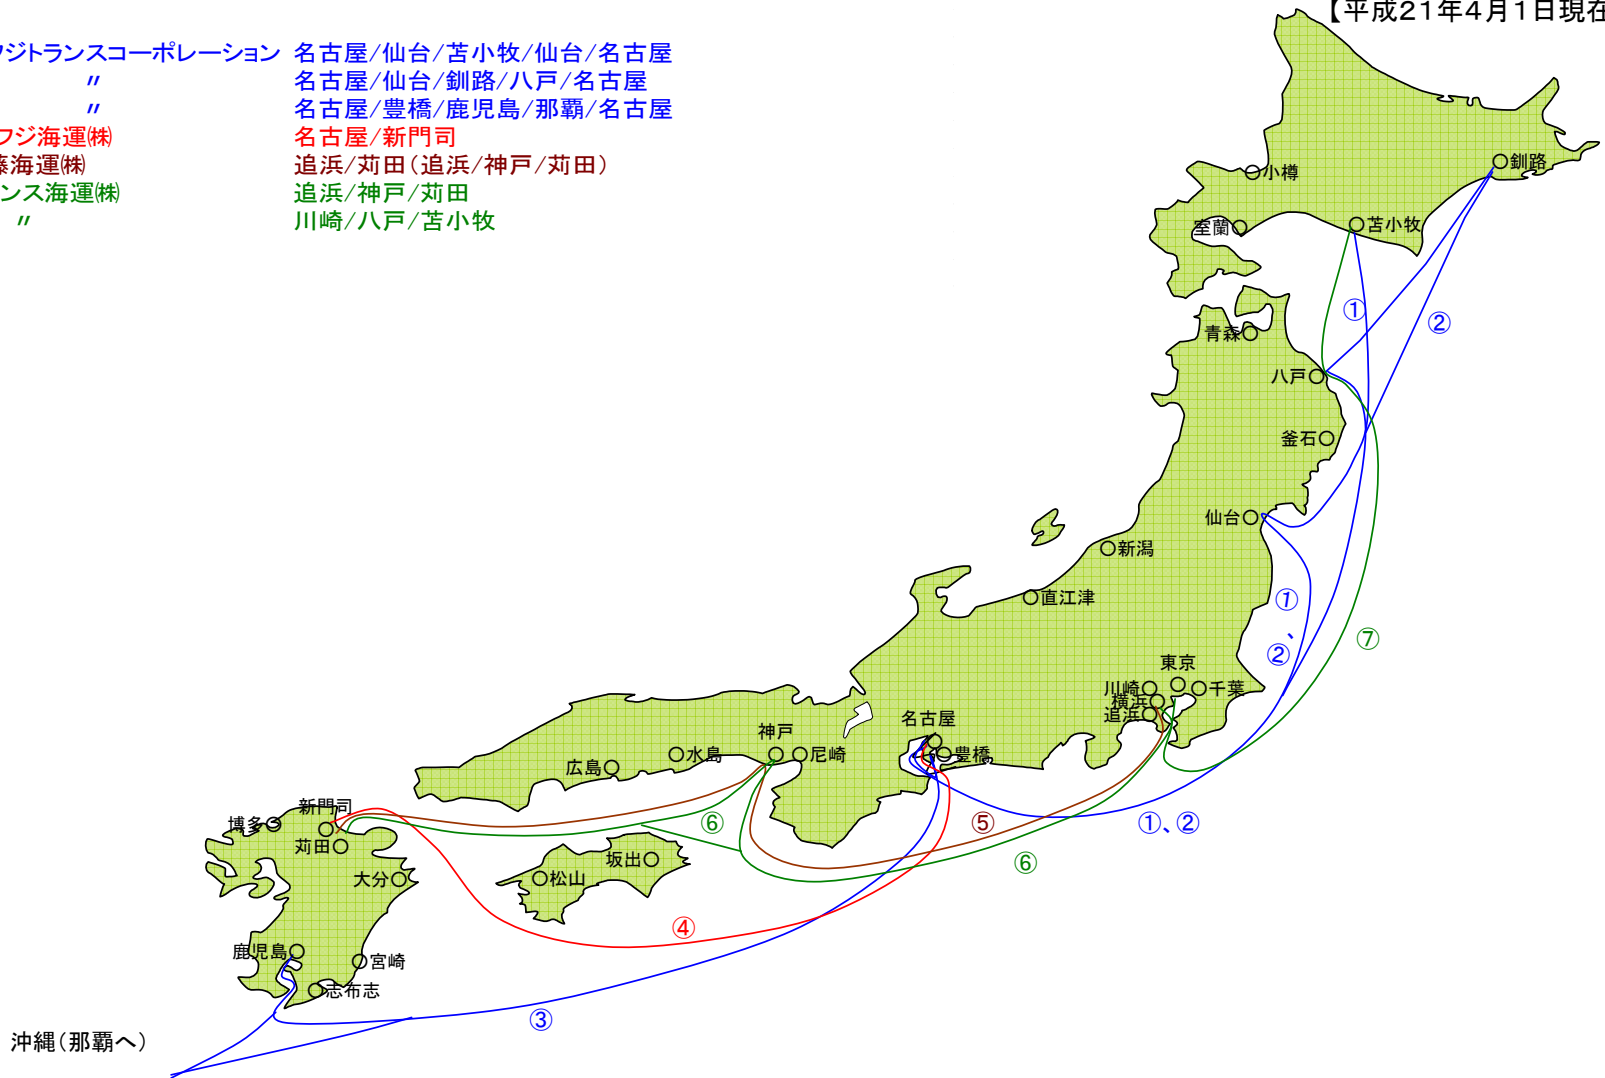 【平成21年4月1日現在
フジトランスコーポレーション 名古屋/仙台/苫小牧/仙台/名古屋
〃 名古屋/仙台/釧路/八戸/名古屋
〃 名古屋/豊橋/鹿児島/那覇/名古屋
フジ海運㈱ 名古屋/新門司
藤海運㈱ 追浜/苅田(追浜/神戸/苅田)
ンス海運㈱ 追浜/神戸/苅田
〃 川崎/八戸/苫小牧
釧路
小樽
苫小牧
室蘭
①
②
青森
八戸
釜石
仙台
新潟
直江津
①
、
②
⑦
東京
川崎
千葉
横浜
追浜
名古屋
豊橋
神戸
尼崎
水島
広島
新門司
博多
苅田
⑥
⑤
①、②
⑥
坂出
松山
大分
④
鹿児島
宮崎
志布志
③
沖縄(那覇へ)